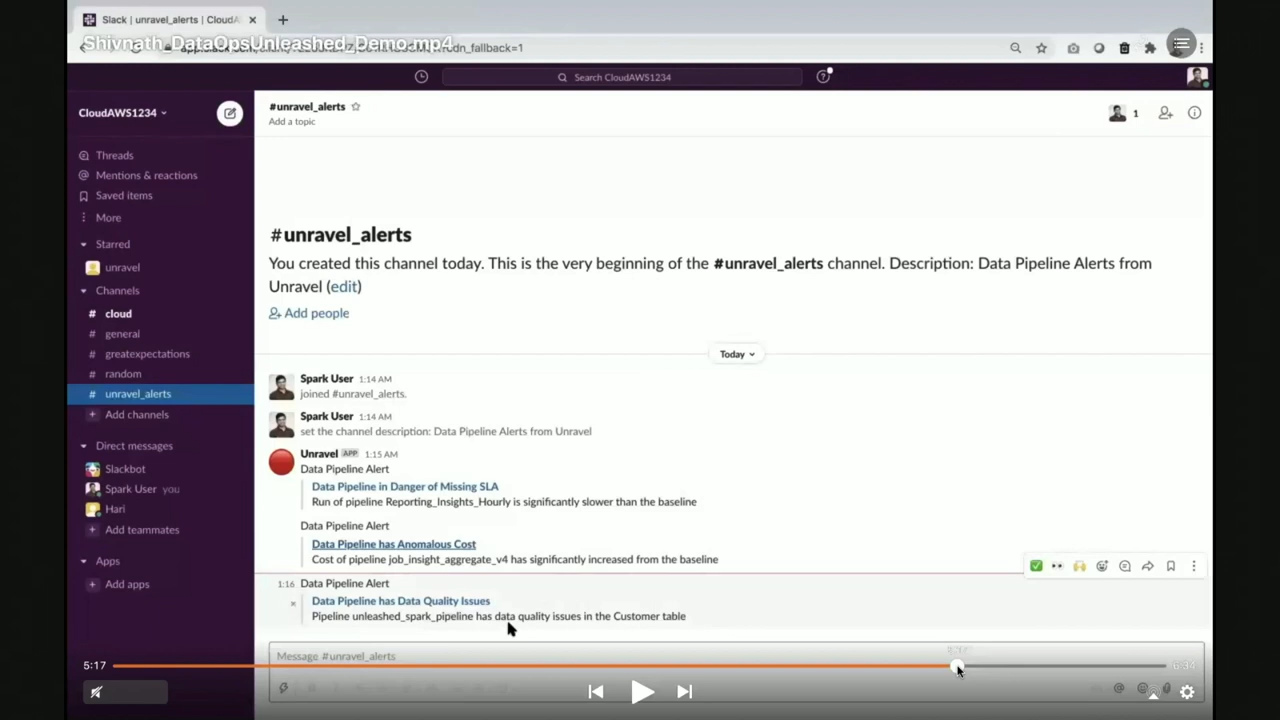 Slack | unravel_alerts | CloudA
Shivnath_DataOpsUnleashed_Demo.mp4
dn_fallback=1
Search CloudAWS1234
CloudAWS1234
#unravel_alerts
Add a topic
1
Threads
Mentions & reactions
Saved items
More
Starred
unravel
Channels
# cloud
# general
# greatexpectations
# random
# unravel_alerts
+ Add channels
Direct messages
Slackbot
Spark User you
Hari
+ Add teammates
Apps
+ Add apps
#unravel_alerts
You created this channel today. This is the very beginning of the #unravel_alerts channel. Description: Data Pipeline Alerts from
Unravel (edit)
Add people
Today
Spark User 1:14 AM
joined #unravel_alerts.
Spark User 1:14 AM
set the channel description: Data Pipeline Alerts from Unravel
Unravel APP 1:15 AM
Data Pipeline Alert
Data Pipeline in Danger of Missing SLA
Run of pipeline Reporting_Insights_Hourly is significantly slower than the baseline
Data Pipeline Alert
Data Pipeline has Anomalous Cost
Cost of pipeline job_insight_aggregate_v4 has significantly increased from the baseline
1:16 Data Pipeline Alert
Data Pipeline has Data Quality Issues
Pipeline unleashed_spark_pipeline has data quality issues in the Customer table
Message #unravel_alerts
5:17
6:34